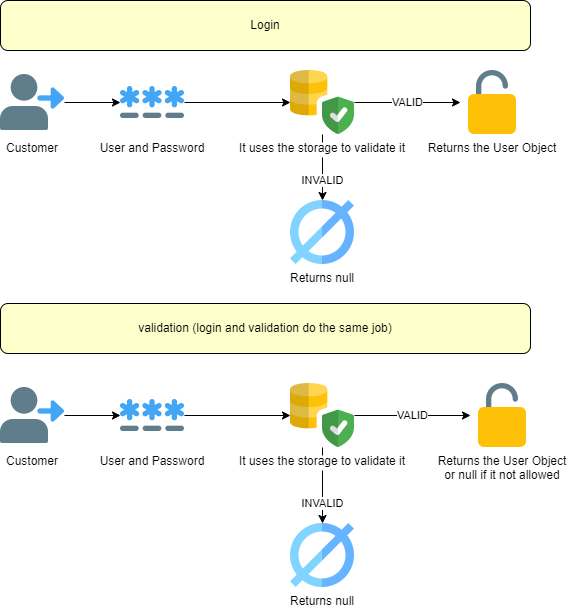 Login
VALID
Customer
User and Password
It uses the storage to validate it
Returns the User Object
INVALID
Returns null
validation (login and validation do the same job)
VALID
Customer
User and Password
It uses the storage to validate it
Returns the User Object
or null if it not allowed
INVALID
Returns null